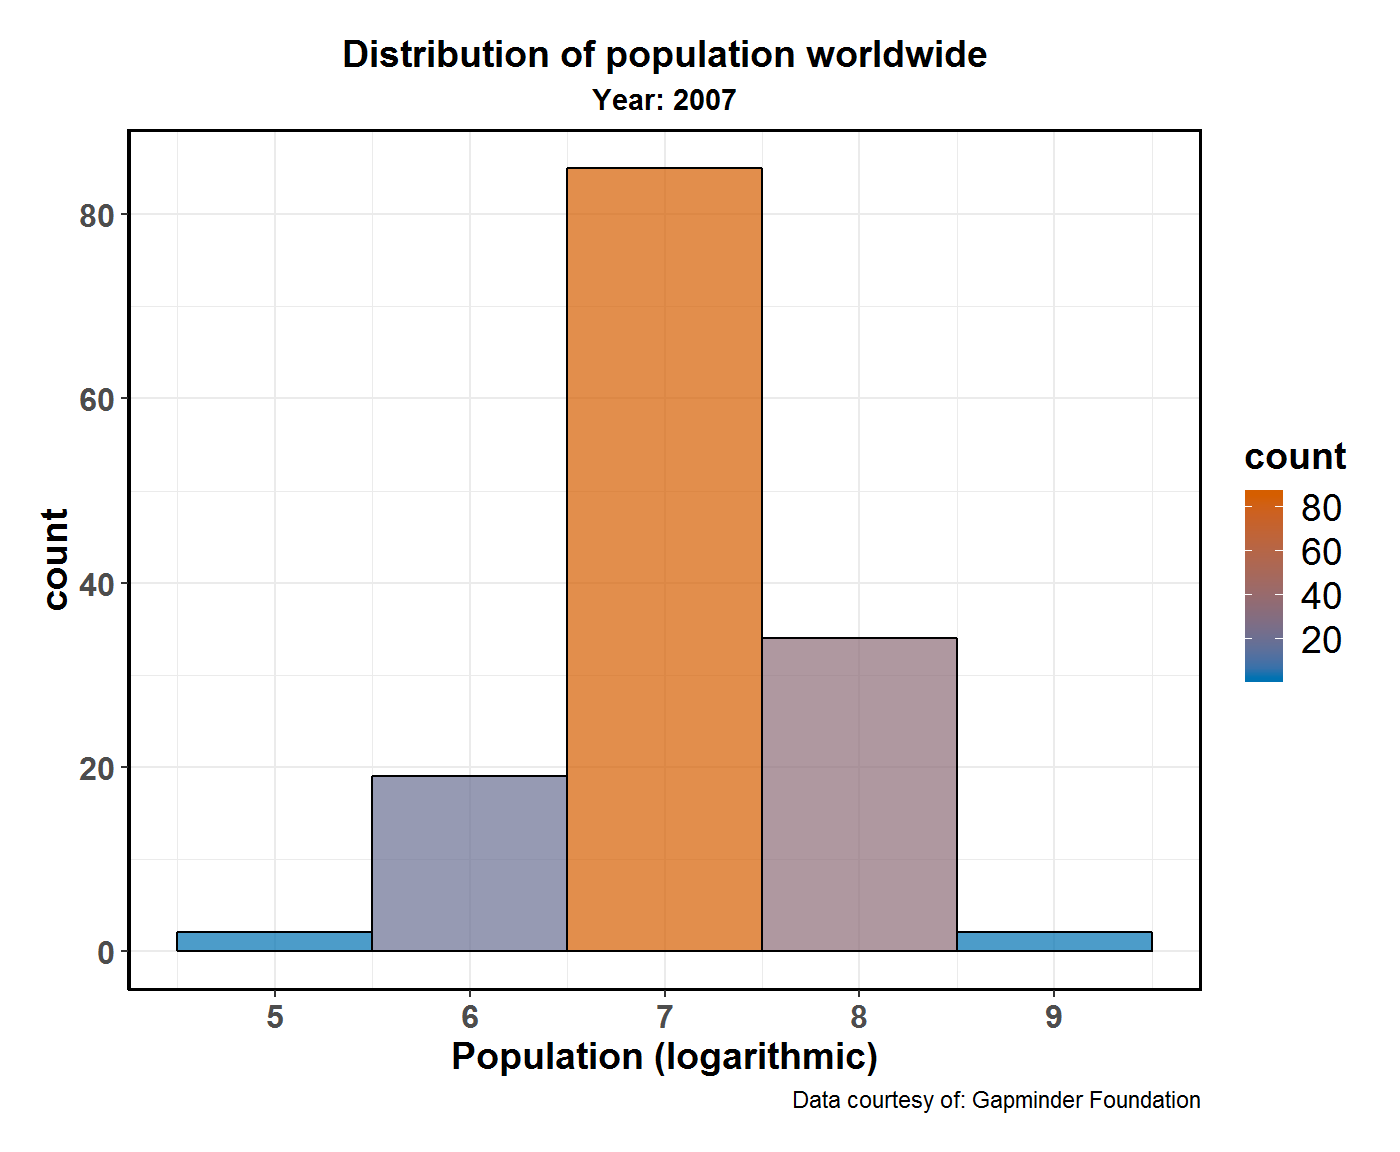 Distribution of population worldwide
Year: 2007
count
80
60
40
20
0
5 6 7 8 9
Population (logarithmic)
count
80
60
40
20
Data courtesy of: Gapminder Foundation